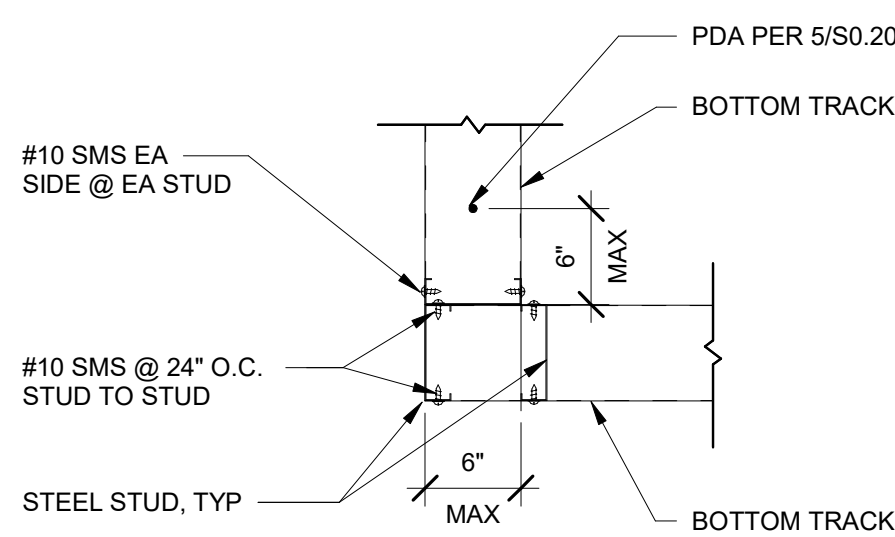 PDA PER 5/S0.20
BOTTOM TRACK
#10 SMS EA
SIDE @ EA STUD
6"
MAX
#10 SMS @ 24" O.C.
STUD TO STUD
6"
MAX
STEEL STUD, TYP
BOTTOM TRACK